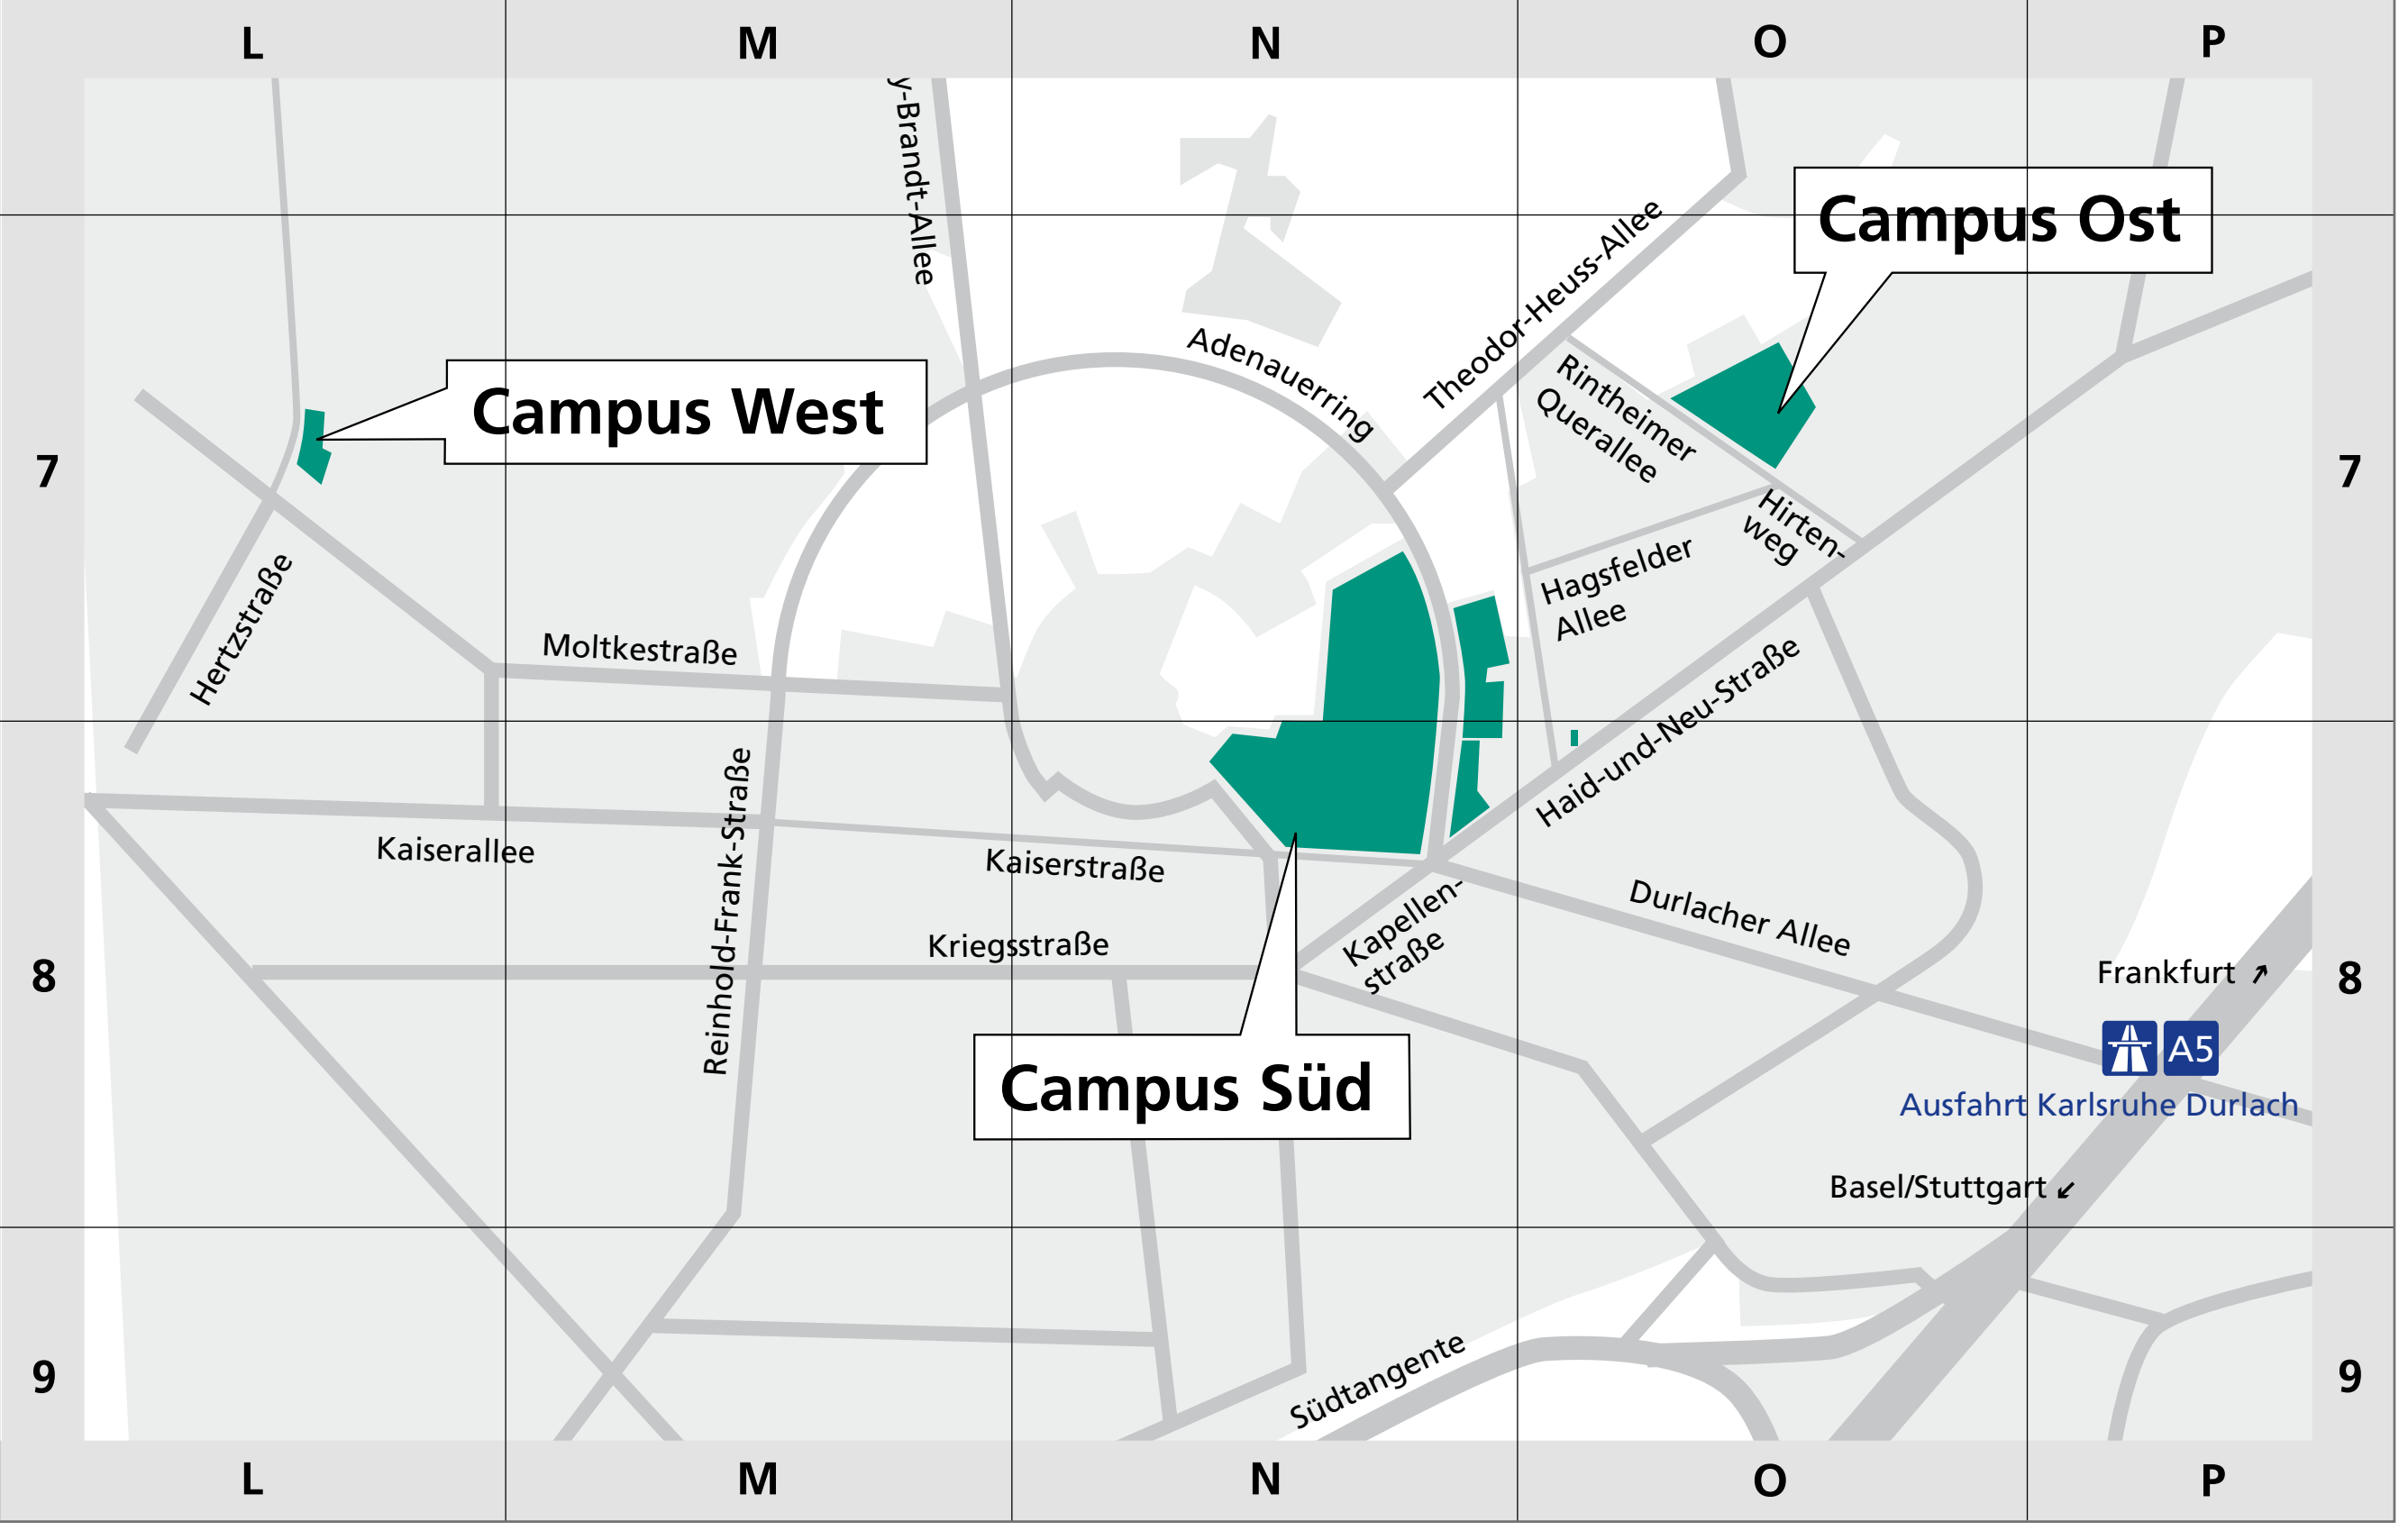 L
M
N
O
P
y-Brandt-Allee
Campus Ost
Theodor-Heuss-Allee
Adenauerring
Campus West
Rintheimer
Querallee
7
7
Hirten-
weg
Hagsfelder
Allee
Hertzstraße
Moltkestraße
Haid-und-Neu-Straße
Reinhold-Frank-Straße
Kaiserallee
Kaiserstraße
Kapellen-
straße
Durlacher Allee
Kriegsstraße
8
8
Frankfurt ↗
A5
Campus Süd
Ausfahrt Karlsruhe Durlach
Basel/Stuttgart ↙
Südtangente
9
9
L
M
N
O
P